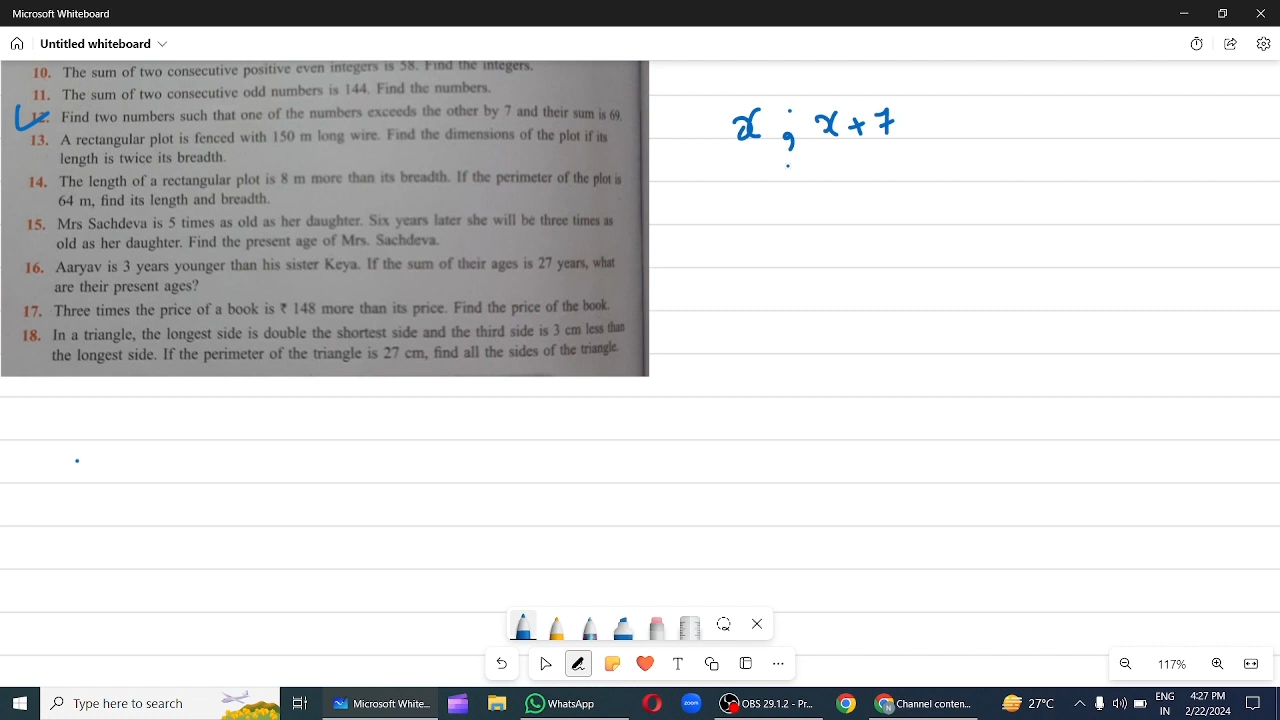 Microsoft Whiteboard
Untitled whiteboard
10. The sum of two consecutive positive even integers is 58. Find the integers.
11. The sum of two consecutive odd numbers is 144. Find the numbers.
12. Find two numbers such that one of the numbers exceeds the other by 7 and their sum is 69.
13. A rectangular plot is fenced with 150 m long wire. Find the dimensions of the plot if its
length is twice its breadth.
14. The length of a rectangular plot is 8 m more than its breadth. If the perimeter of the plot is
64 m, find its length and breadth.
15. Mrs Sachdeva is 5 times as old as her daughter. Six years later she will be three times as
old as her daughter. Find the present age of Mrs. Sachdeva.
16. Aaryav is 3 years younger than his sister Keya. If the sum of their ages is 27 years, what
are their present ages?
17. Three times the price of a book is ₹ 148 more than its price. Find the price of the book.
18. In a triangle, the longest side is double the shortest side and the third side is 3 cm less than
the longest side. If the perimeter of the triangle is 27 cm, find all the sides of the triangle.
x ; x + 7
117%
Type here to search
Microsoft White...
WhatsApp
zoom
OBS 29.1.2 - Pr...
Channel conten...
27°C
ENG
IN
4:27 PM
2/22/2024